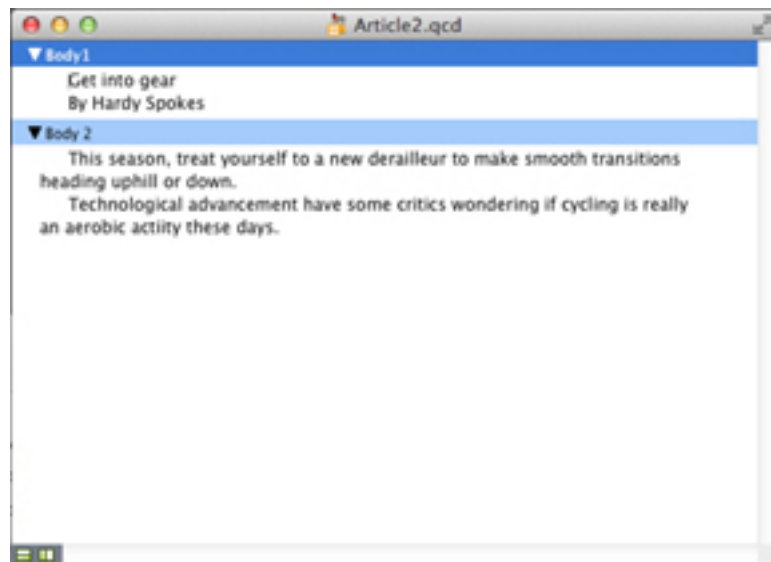 Article2.qcd
Body1
Get into gear
By Hardy Spokes
Body 2
This season, treat yourself to a new derailleur to make smooth transitions
heading uphill or down.
Technological advancement have some critics wondering if cycling is really
an aerobic actiity these days.